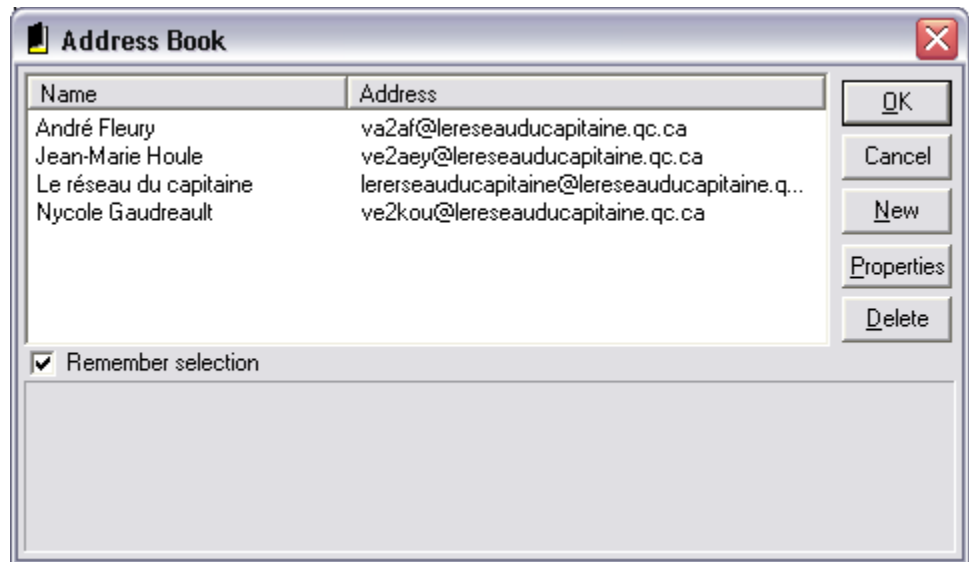 Address Book
Name Address OK
André Fleury va2af@lereseauducapitaine.qc.ca
Jean-Marie Houle ve2aey@lereseauducapitaine.qc.ca Cancel
Le réseau du capitaine lererseauducapitaine@lereseauducapitaine.q...
Nycole Gaudreault ve2kou@lereseauducapitaine.qc.ca New
Properties
Delete
Remember selection